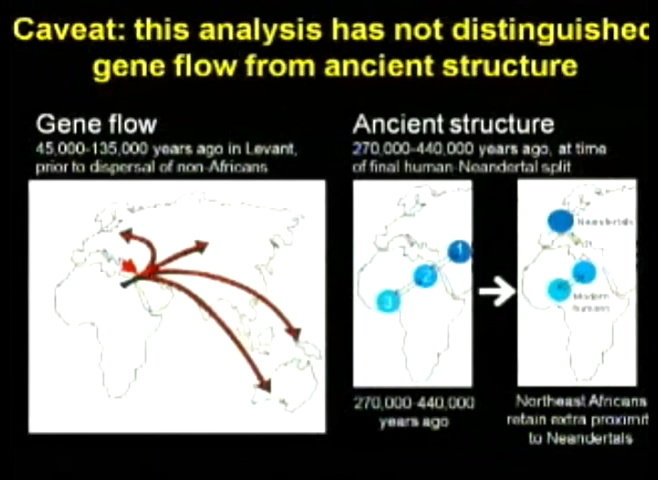 Caveat: this analysis has not distinguished
gene flow from ancient structure
Gene flow
45,000-135,000 years ago in Levant,
prior to dispersal of non-Africans
Ancient structure
270,000-440,000 years ago, at time
of final human-Neandertal split
1
2
3
Neandertals
Modern
humans
270,000-440,000
years ago
Northeast Africans
retain extra proximit
to Neandertals